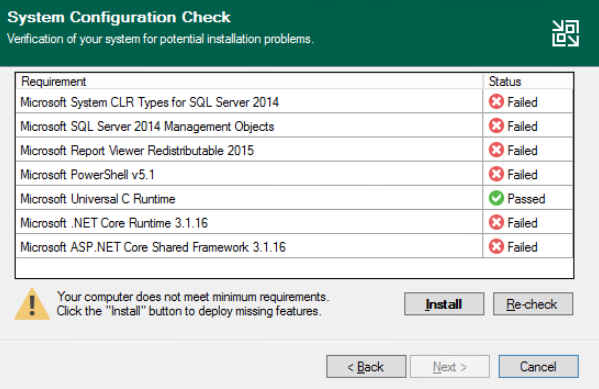 System Configuration Check
Verification of your system for potential installation problems.
Requirement Status
Microsoft System CLR Types for SQL Server 2014 Failed
Microsoft SQL Server 2014 Management Objects Failed
Microsoft Report Viewer Redistributable 2015 Failed
Microsoft PowerShell v5.1 Failed
Microsoft Universal C Runtime Passed
Microsoft .NET Core Runtime 3.1.16 Failed
Microsoft ASP.NET Core Shared Framework 3.1.16 Failed
Your computer does not meet minimum requirements.
Click the "Install" button to deploy missing features.
Install Re-check
< Back Next > Cancel